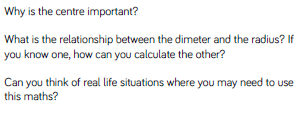 Why is the centre important?
What is the relationship between the dimeter and the radius? If
you know one, how can you calculate the other?
Can you think of real life situations where you may need to use
this maths?